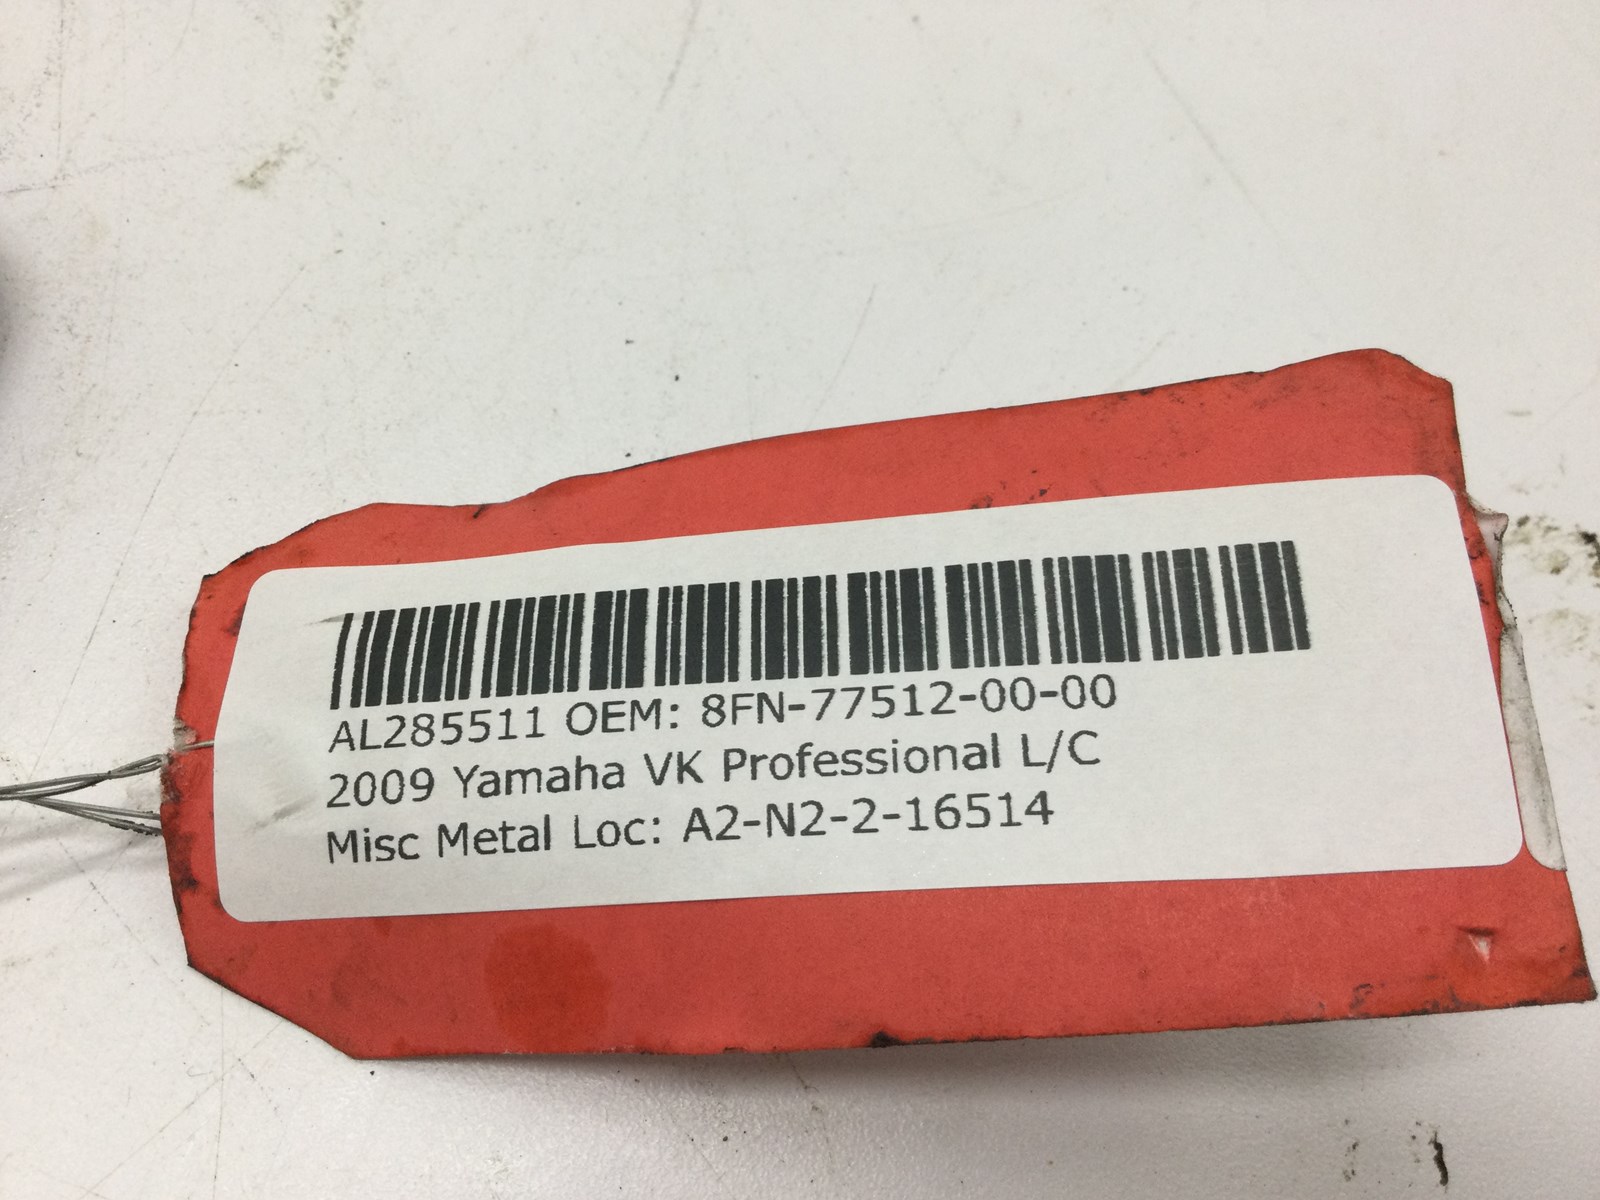 AL285511 OEM: 8FN-77512-00-00
2009 Yamaha VK Professional L/C
Misc Metal Loc: A2-N2-2-16514